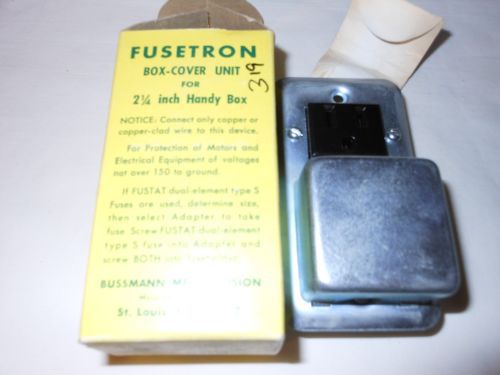 FUSETRON
BOX-COVER UNIT
FOR
2¼ inch Handy Box
319
NOTICE: Connect only copper or
copper-clad wire to this device.
For Protection of Motors and
Electrical Equipment of voltages
not over 150 to ground.
If FUSTAT dual-element type S
Fuses are used, determine size,
then select Adapter to take
fuse. Screw FUSTAT dual-element
type S fuse into Adapter and
screw BOTH into
BUSSMANN
St. Louis